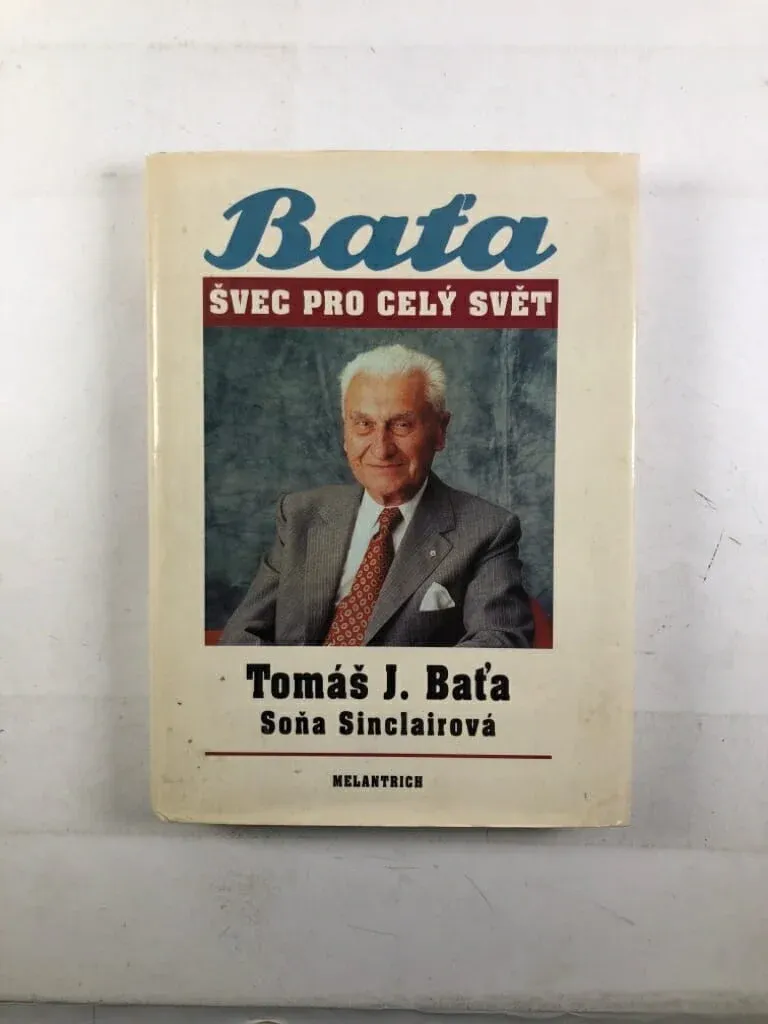 Baťa
ŠVEC PRO CELÝ SVĚT
Tomáš J. Baťa
Soňa Sinclairová
MELANTRICH